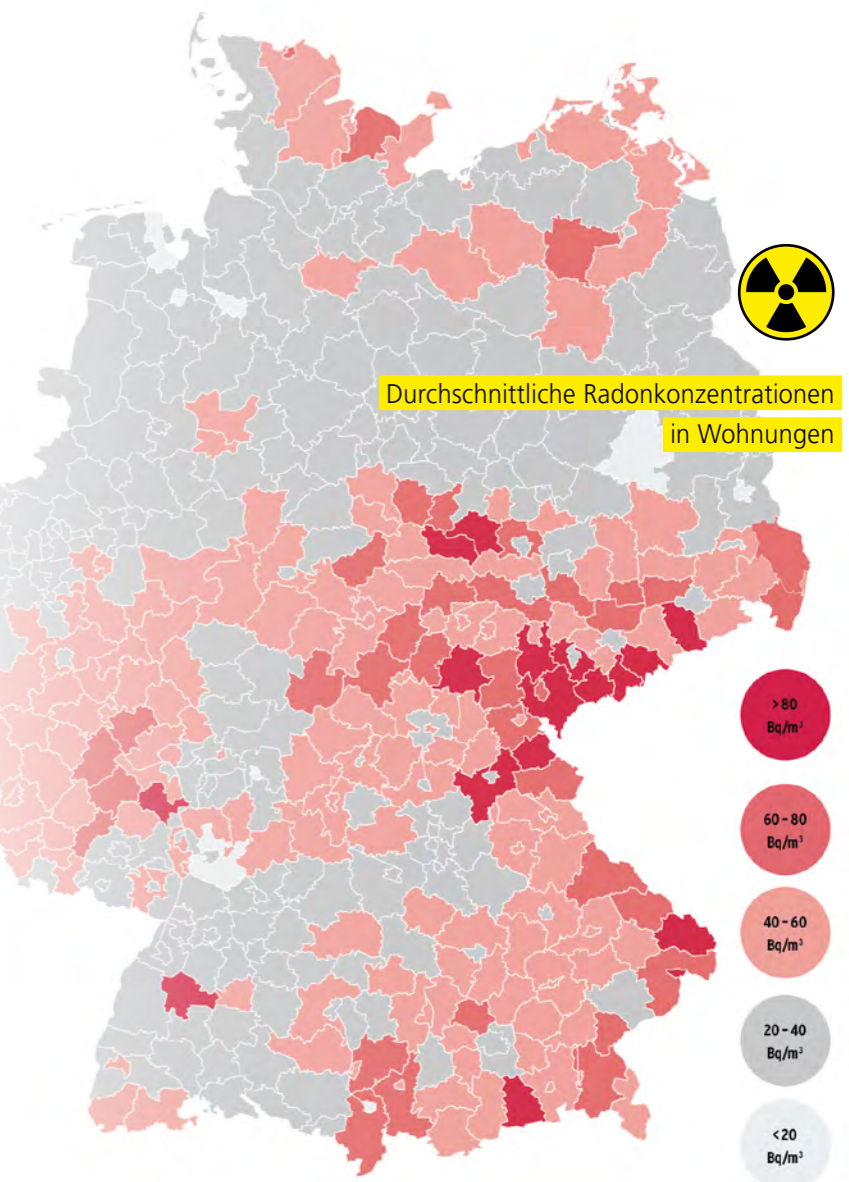 Durchschnittliche Radonkonzentrationen
in Wohnungen
>80
Bq/m³
60–80
Bq/m³
40–60
Bq/m³
20–40
Bq/m³
<20
Bq/m³